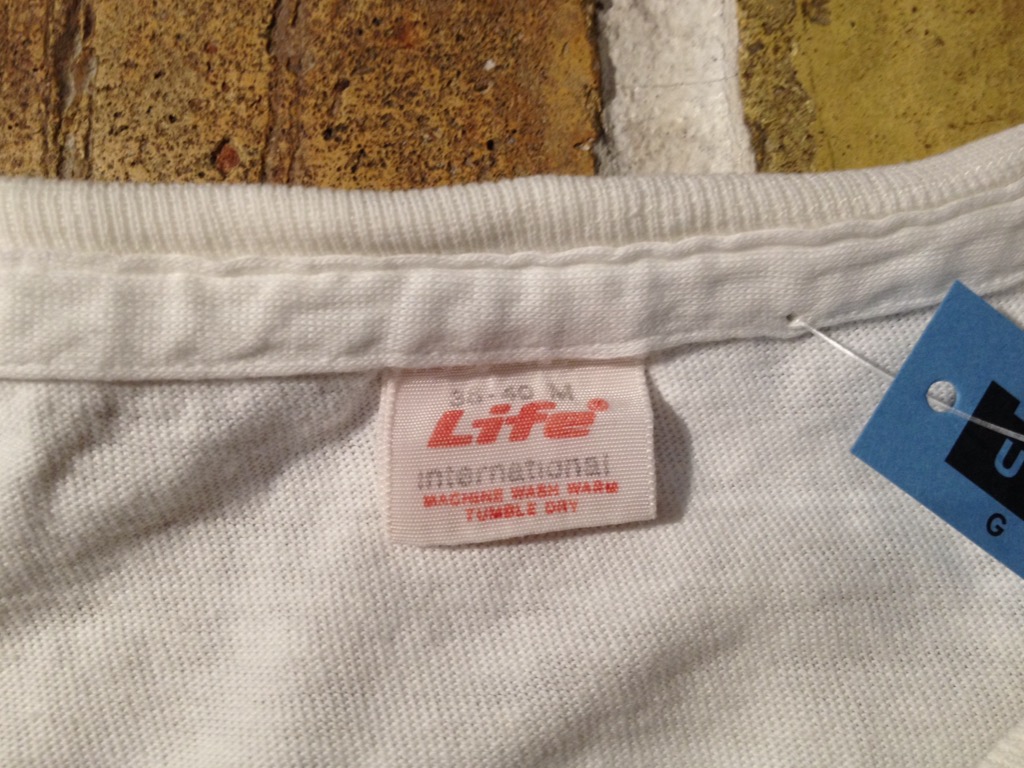 38-40 M
Life®
international
MACHINE WASH WARM
TUMBLE DRY
U
G